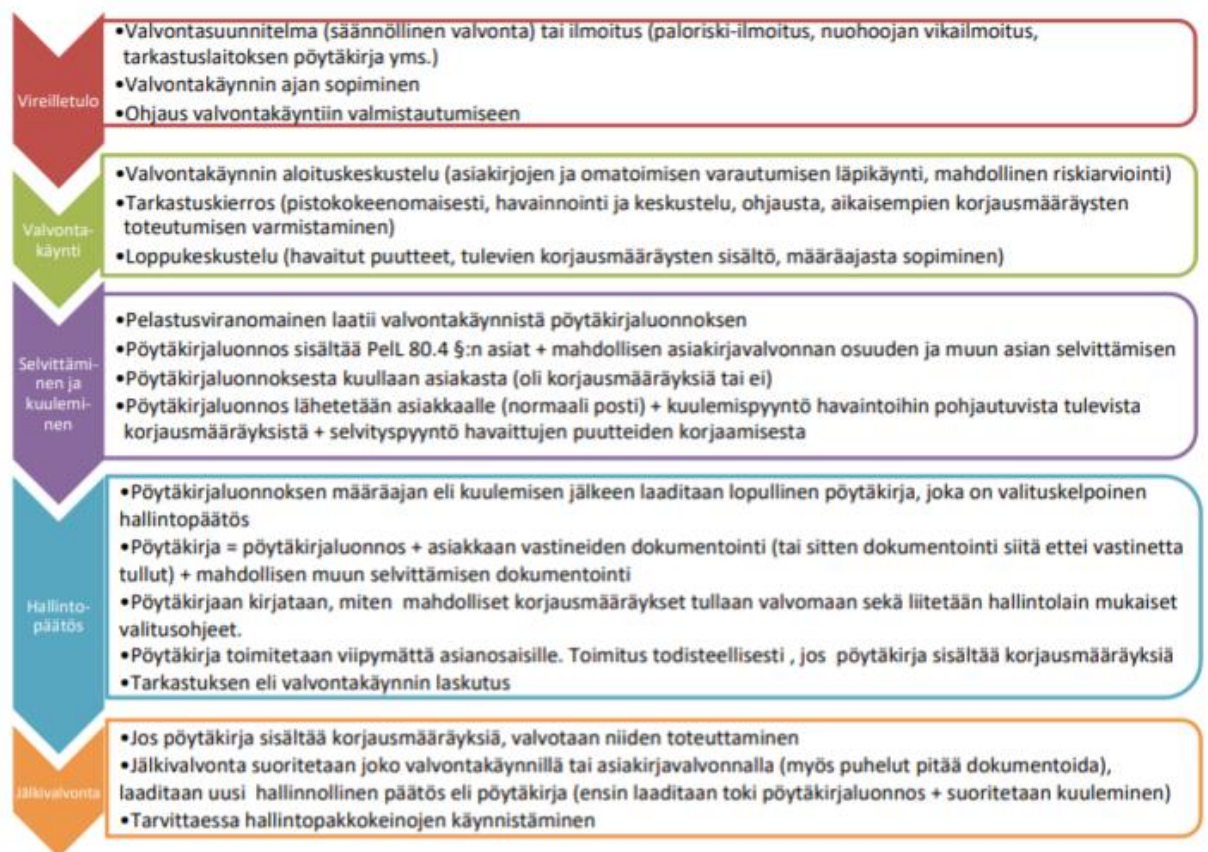 Vireilletulo
•Valvontasuunnitelma (säännöllinen valvonta) tai ilmoitus (paloriski-ilmoitus, nuohoojan vikailmoitus,
tarkastuslaitoksen pöytäkirja yms.)
•Valvontakäynnin ajan sopiminen
•Ohjaus valvontakäyntiin valmistautumiseen
Valvonta-
käynti
•Valvontakäynnin aloituskeskustelu (asiakirjojen ja omatoimisen varautumisen läpikäynti, mahdollinen riskiarviointi)
•Tarkastuskierros (pistokokeenomaisesti, havainnointi ja keskustelu, ohjausta, aikaisempien korjausmääräysten
toteutumisen varmistaminen)
•Loppukeskustelu (havaitut puutteet, tulevien korjausmääräysten sisältö, määräajasta sopiminen)
Selvittämi-
nen ja
kuulemi-
nen
•Pelastusviranomainen laatii valvontakäynnistä pöytäkirjaluonnoksen
•Pöytäkirjaluonnos sisältää PelL 80.4 §:n asiat + mahdollisen asiakirjavalvonnan osuuden ja muun asian selvittämisen
•Pöytäkirjaluonnoksesta kuullaan asiakasta (oli korjausmääräyksiä tai ei)
•Pöytäkirjaluonnos lähetetään asiakkaalle (normaali posti) + kuulemispyyntö havaintoihin pohjautuvista tulevista
korjausmääräyksistä + selvityspyyntö havaittujen puutteiden korjaamisesta
Hallinto-
päätös
•Pöytäkirjaluonnoksen määräajan eli kuulemisen jälkeen laaditaan lopullinen pöytäkirja, joka on valituskelpoinen
hallintopäätös
•Pöytäkirja = pöytäkirjaluonnos + asiakkaan vastineiden dokumentointi (tai sitten dokumentointi siitä ettei vastinetta
tullut) + mahdollisen muun selvittämisen dokumentointi
•Pöytäkirjaan kirjataan, miten mahdolliset korjausmääräykset tullaan valvomaan sekä liitetään hallintolain mukaiset
valitusohjeet.
•Pöytäkirja toimitetaan viipymättä asianosaisille. Toimitus todisteellisesti , jos pöytäkirja sisältää korjausmääräyksiä
•Tarkastuksen eli valvontakäynnin laskutus
Jälkivalvonta
•Jos pöytäkirja sisältää korjausmääräyksiä, valvotaan niiden toteuttaminen
•Jälkivalvonta suoritetaan joko valvontakäynnillä tai asiakirjavalvonnalla (myös puhelut pitää dokumentoida),
laaditaan uusi hallinnollinen päätös eli pöytäkirja (ensin laaditaan toki pöytäkirjaluonnos + suoritetaan kuuleminen)
•Tarvittaessa hallintopakkokeinojen käynnistäminen